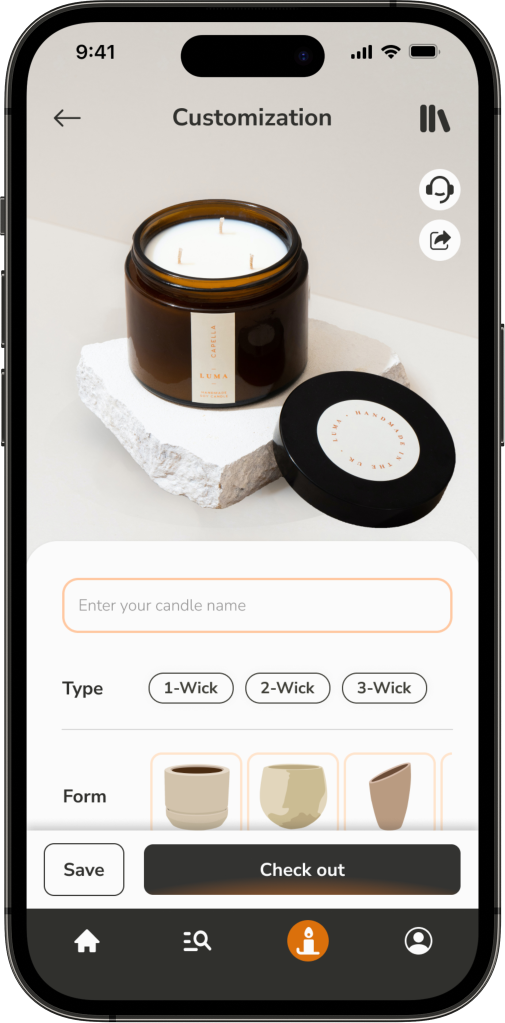 9:41
Customization
CAPELLA
LUMA
LUMA • HANDMADE IN THE UK •
Enter your candle name
Type 1-Wick 2-Wick 3-Wick
Form
Save Check out